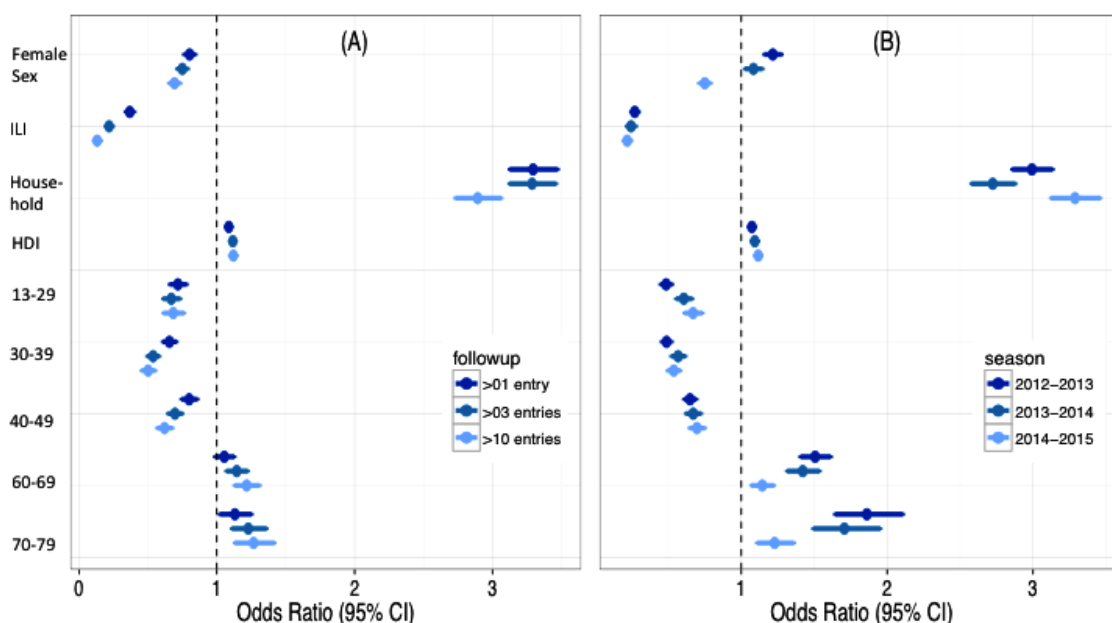 (A)
(B)
Female
Sex
ILI
House-
hold
HDI
13-29
30-39
40-49
60-69
70-79
followup
>01 entry
>03 entries
>10 entries
season
2012−2013
2013−2014
2014−2015
0
1
2
3
1
2
3
Odds Ratio (95% CI)
Odds Ratio (95% CI)